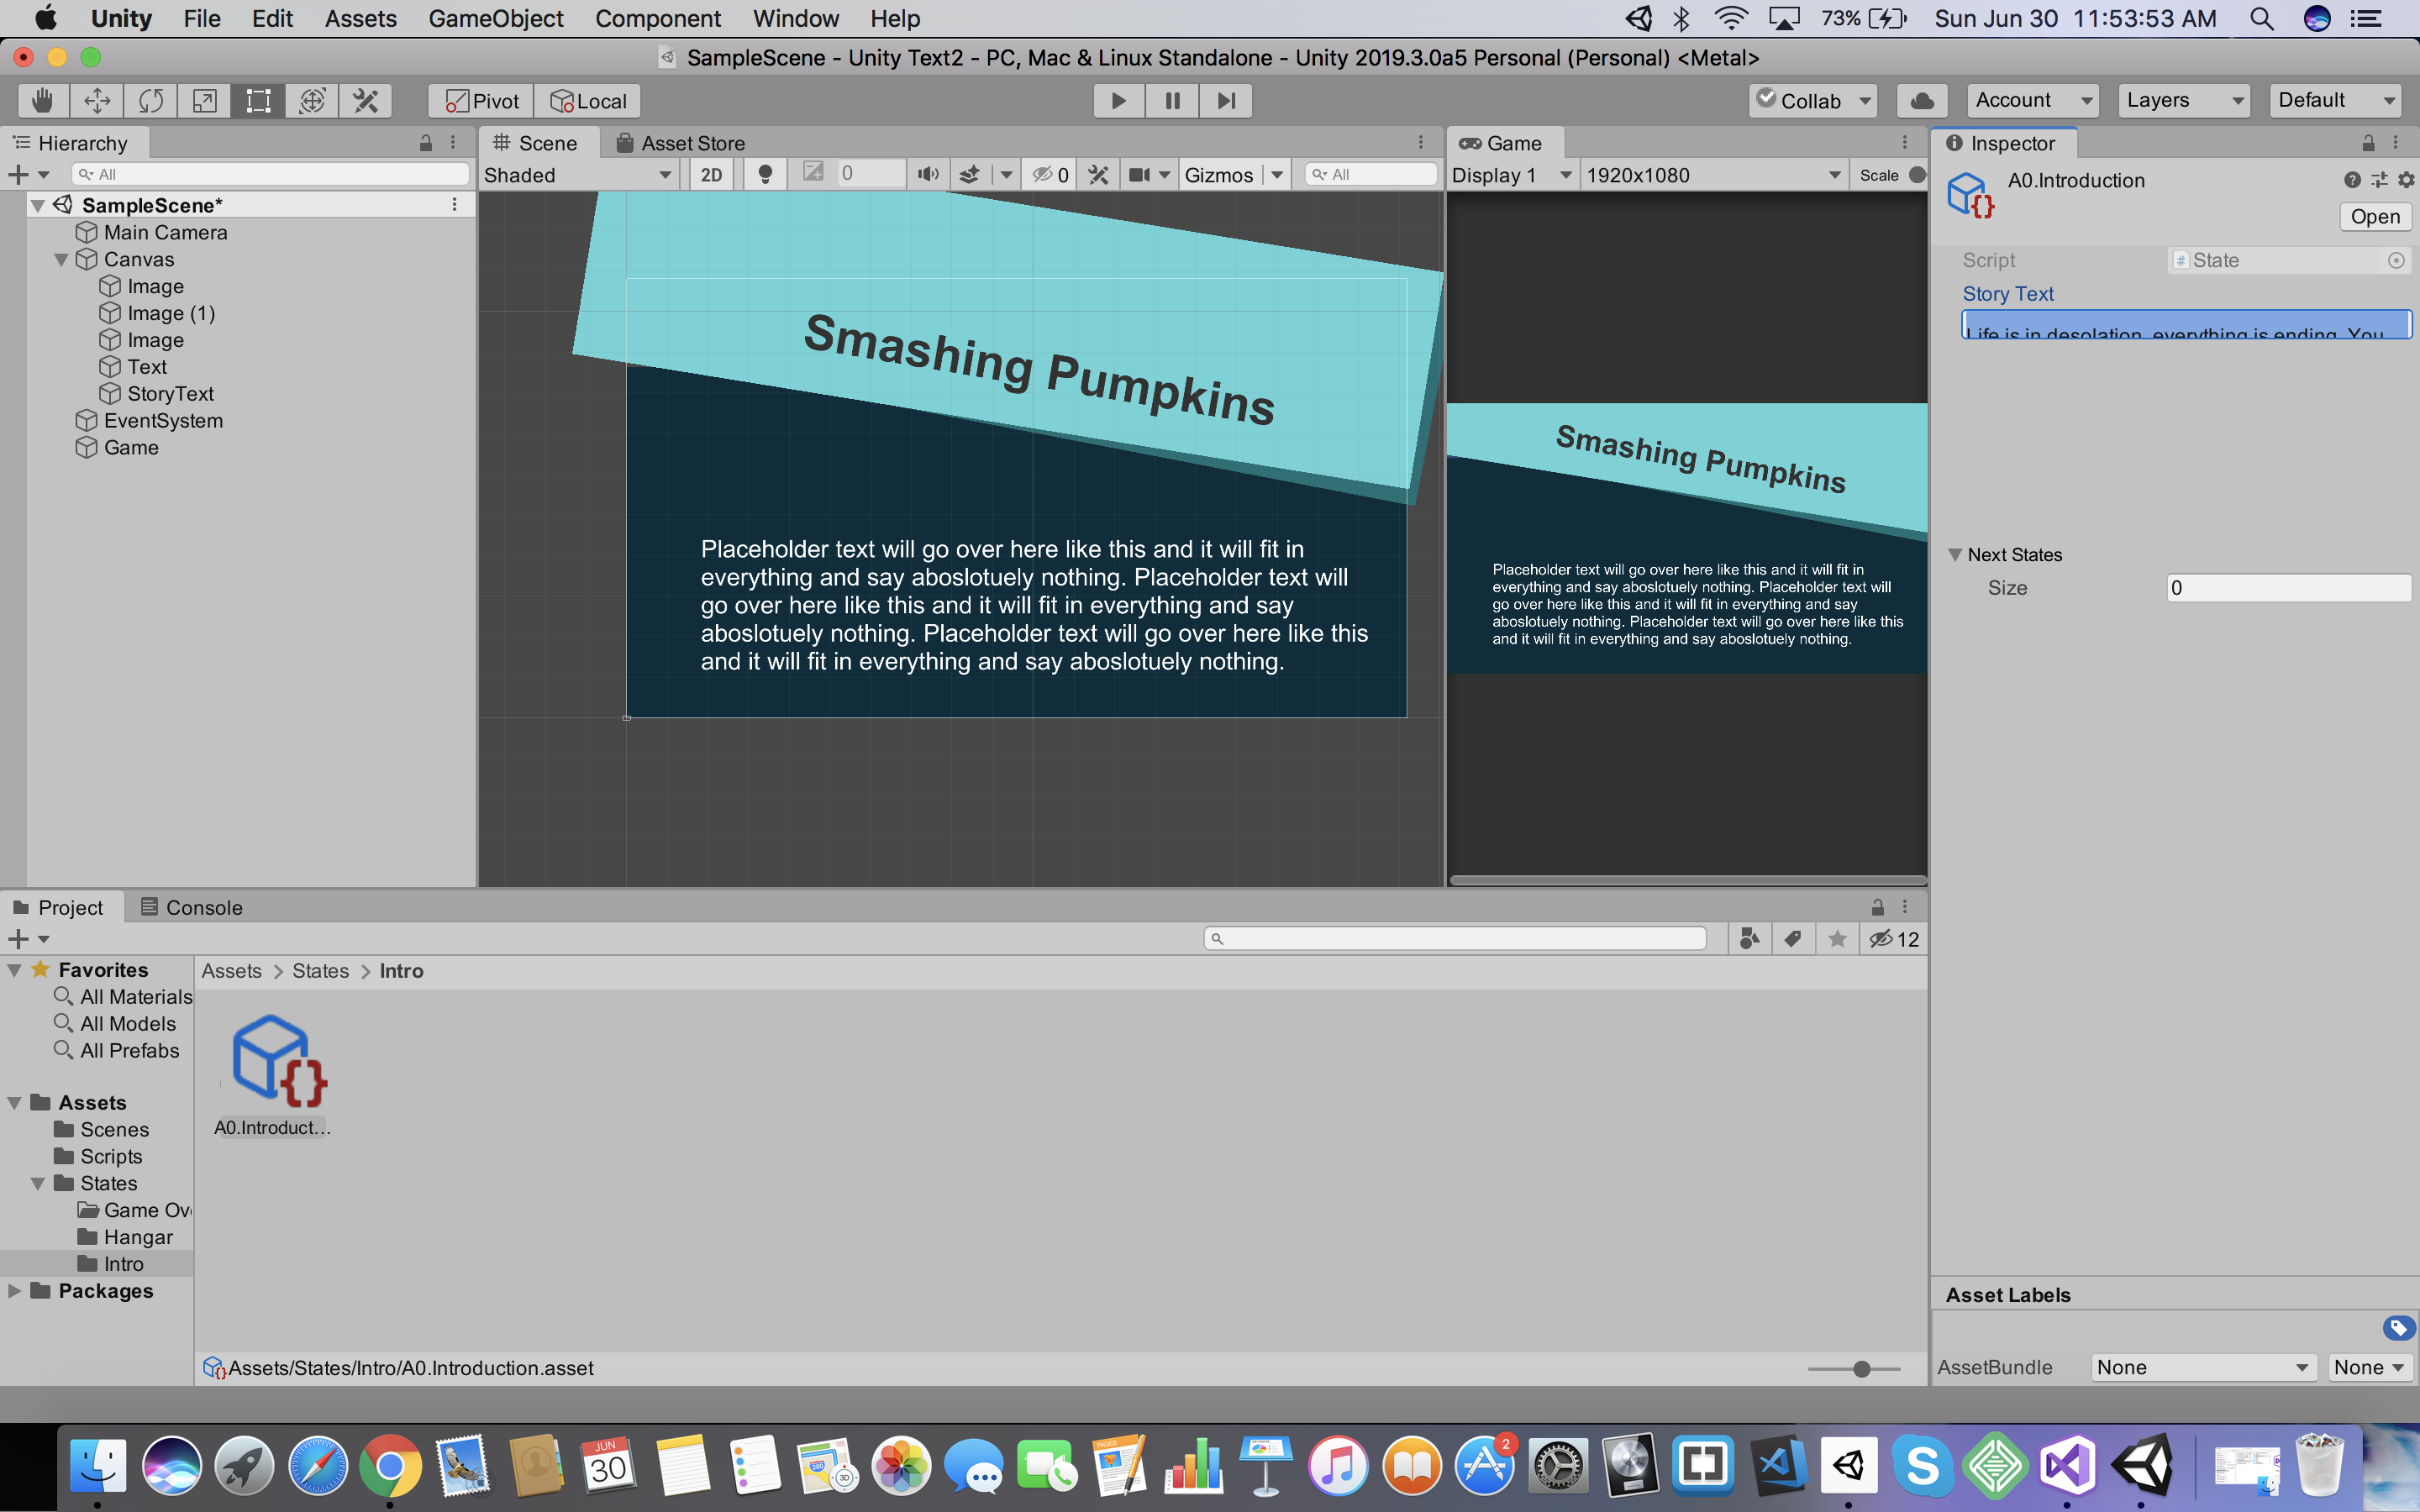 Unity File Edit Assets GameObject Component Window Help 73% Sun Jun 30 11:53:53 AM
SampleScene - Unity Text2 - PC, Mac & Linux Standalone - Unity 2019.3.0a5 Personal (Personal) <Metal>
Pivot Local Collab Account Layers Default
Hierarchy
All
SampleScene*
Main Camera
Canvas
Image
Image (1)
Image
Text
StoryText
EventSystem
Game
Scene Asset Store
Shaded 2D 0 0 Gizmos All
Smashing Pumpkins
Placeholder text will go over here like this and it will fit in
everything and say aboslotuely nothing. Placeholder text will
go over here like this and it will fit in everything and say
aboslotuely nothing. Placeholder text will go over here like this
and it will fit in everything and say aboslotuely nothing.
Game
Display 1 1920x1080 Scale
Smashing Pumpkins
Placeholder text will go over here like this and it will fit in
everything and say aboslotuely nothing. Placeholder text will
go over here like this and it will fit in everything and say
aboslotuely nothing. Placeholder text will go over here like this
and it will fit in everything and say aboslotuely nothing.
Inspector
A0.Introduction
Open
Script # State
Story Text
Life is in desolation, everything is ending. You
Next States
Size 0
Asset Labels
AssetBundle None None
Project Console
12
Favorites
All Materials
All Models
All Prefabs
Assets
Scenes
Scripts
States
Game Ov
Hangar
Intro
Packages
Assets > States > Intro
A0.Introduct...
Assets/States/Intro/A0.Introduction.asset
JUN
30
PAGES
280
3D
2